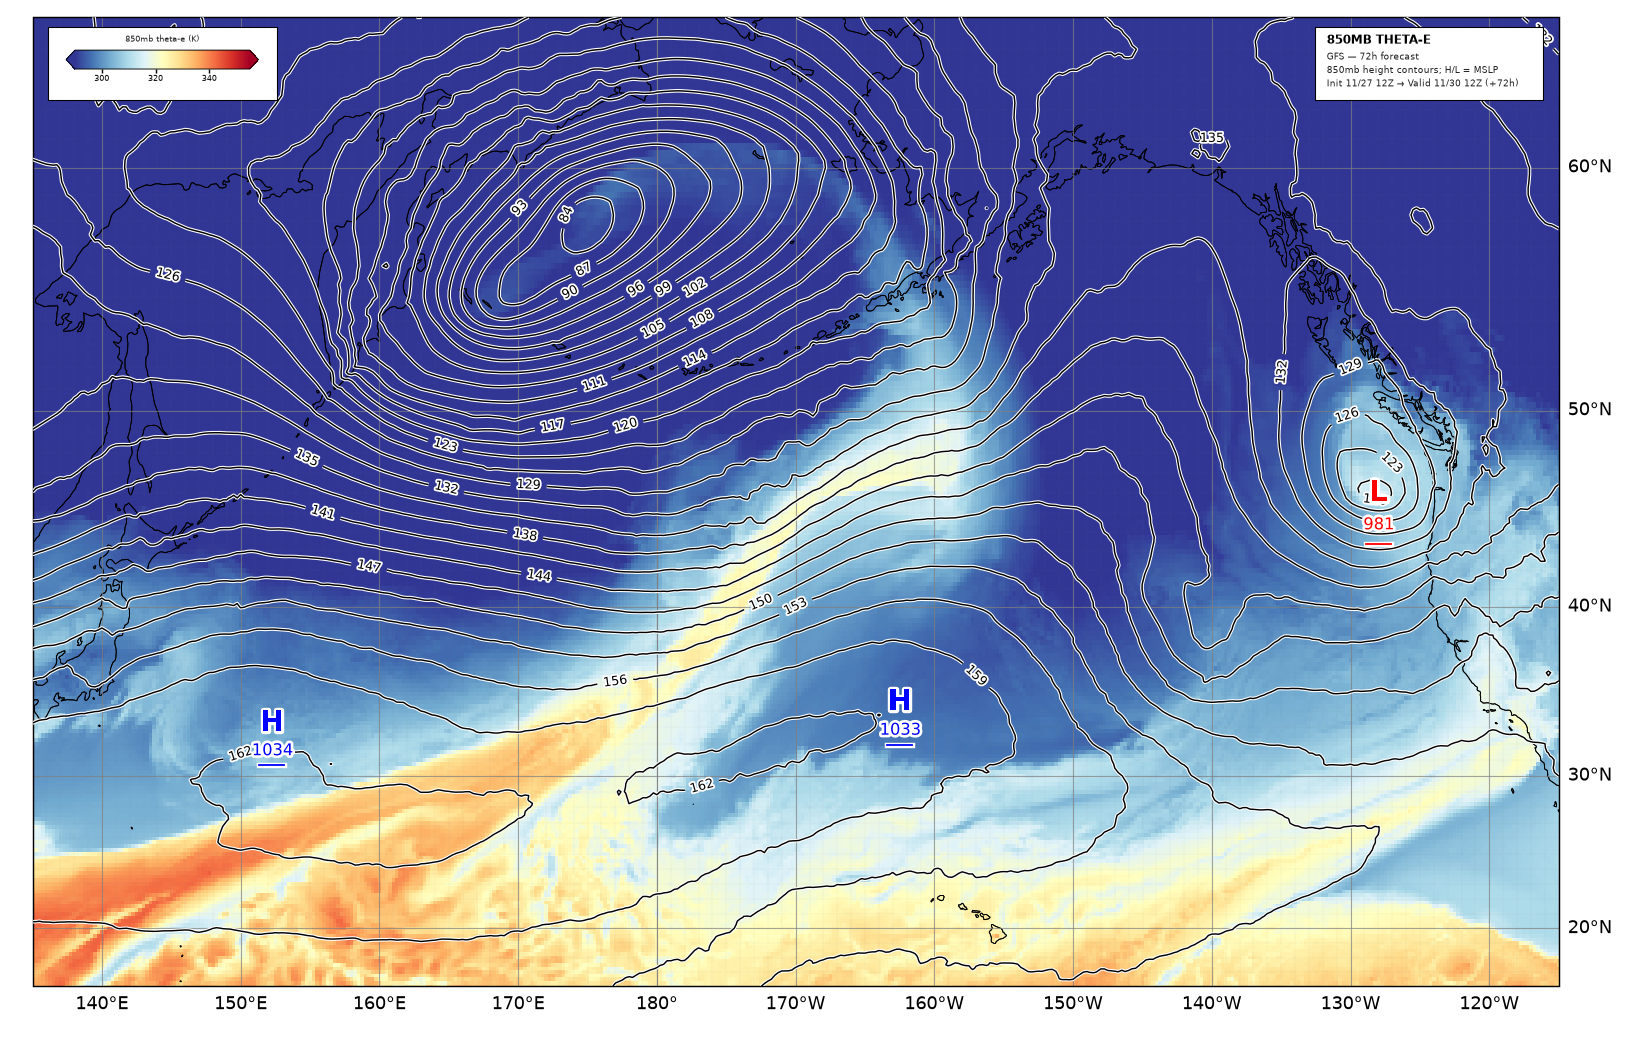 850mb theta-e (K)
300 320 340
850MB THETA-E
GFS — 72h forecast
850mb height contours; H/L = MSLP
Init 11/27 12Z → Valid 11/30 12Z (+72h)
135
60°N
93
84
126
87
90
96
99
102
105
108
114
111
132
129
50°N
117
120
126
123
135
123
132
129
L
141
981
138
147
144
150
153
40°N
159
156
H
1033
H
162
1034
162
30°N
20°N
140°E 150°E 160°E 170°E 180° 170°W 160°W 150°W 140°W 130°W 120°W